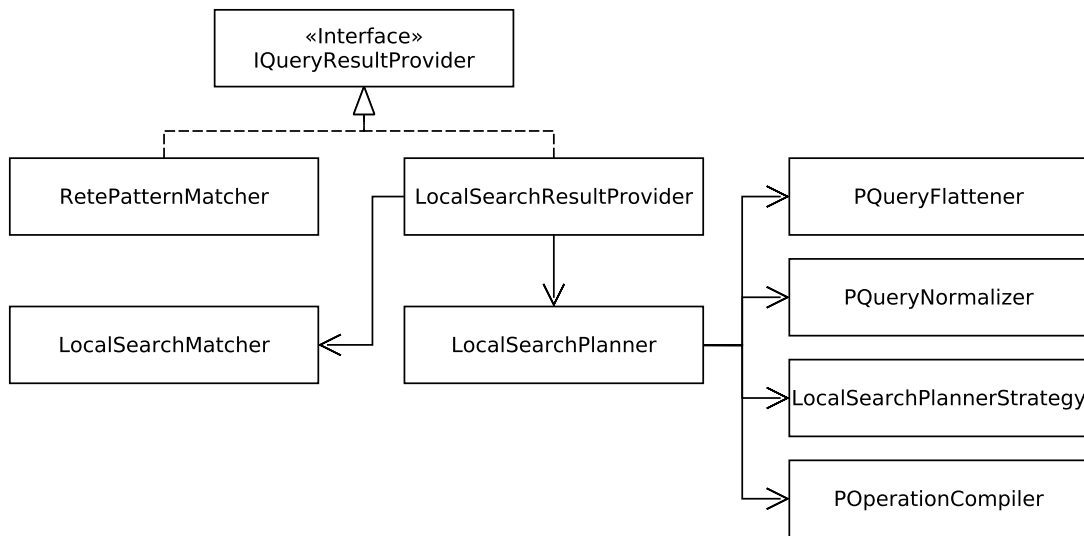 «Interface»
IQueryResultProvider
RetePatternMatcher
LocalSearchResultProvider
PQueryFlattener
PQueryNormalizer
LocalSearchMatcher
LocalSearchPlanner
LocalSearchPlannerStrategy
POperationCompiler